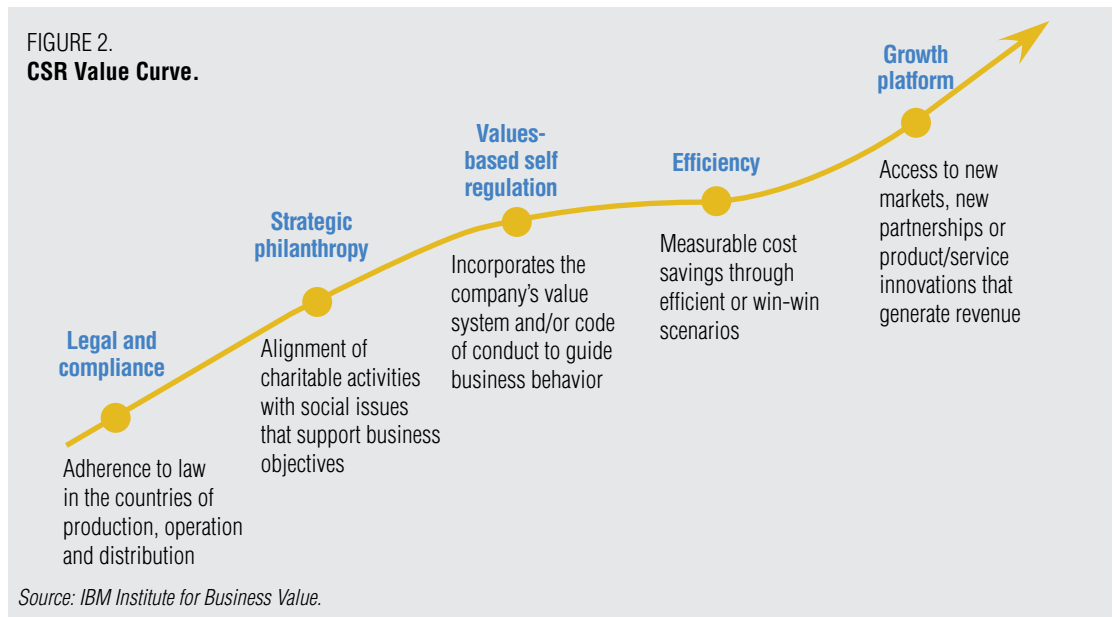 FIGURE 2.
CSR Value Curve.
Legal and
compliance
Adherence to law
in the countries of
production, operation
and distribution
Strategic
philanthropy
Alignment of
charitable activities
with social issues
that support business
objectives
Values-
based self
regulation
Incorporates the
company’s value
system and/or code
of conduct to guide
business behavior
Efficiency
Measurable cost
savings through
efficient or win-win
scenarios
Growth
platform
Access to new
markets, new
partnerships or
product/service
innovations that
generate revenue
Source: IBM Institute for Business Value.